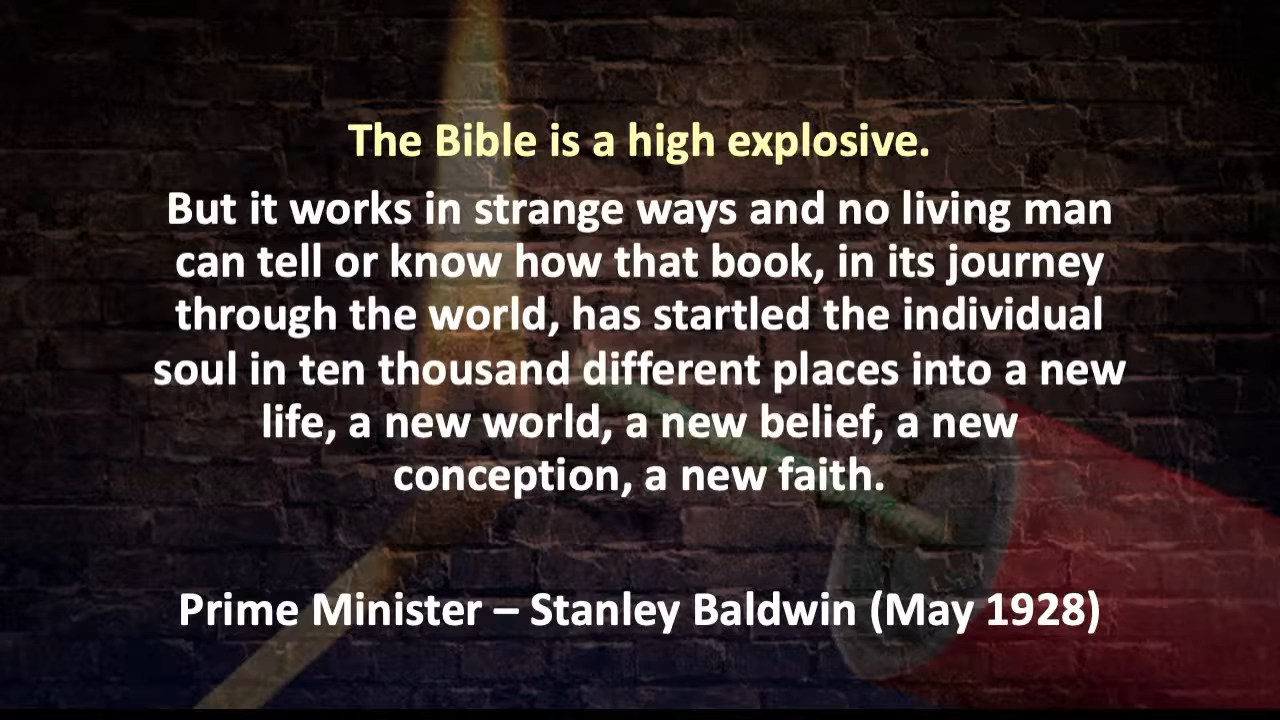 The Bible is a high explosive.
But it works in strange ways and no living man
can tell or know how that book, in its journey
through the world, has startled the individual
soul in ten thousand different places into a new
life, a new world, a new belief, a new
conception, a new faith.
Prime Minister – Stanley Baldwin (May 1928)